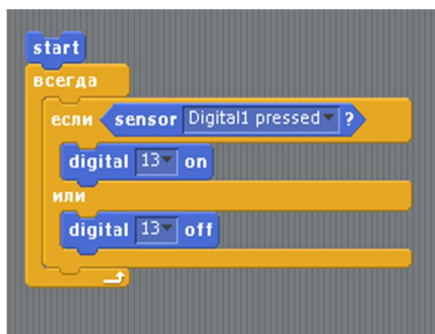 start
всегда
если sensor Digital1 pressed ?
digital 13 on
или
digital 13 off